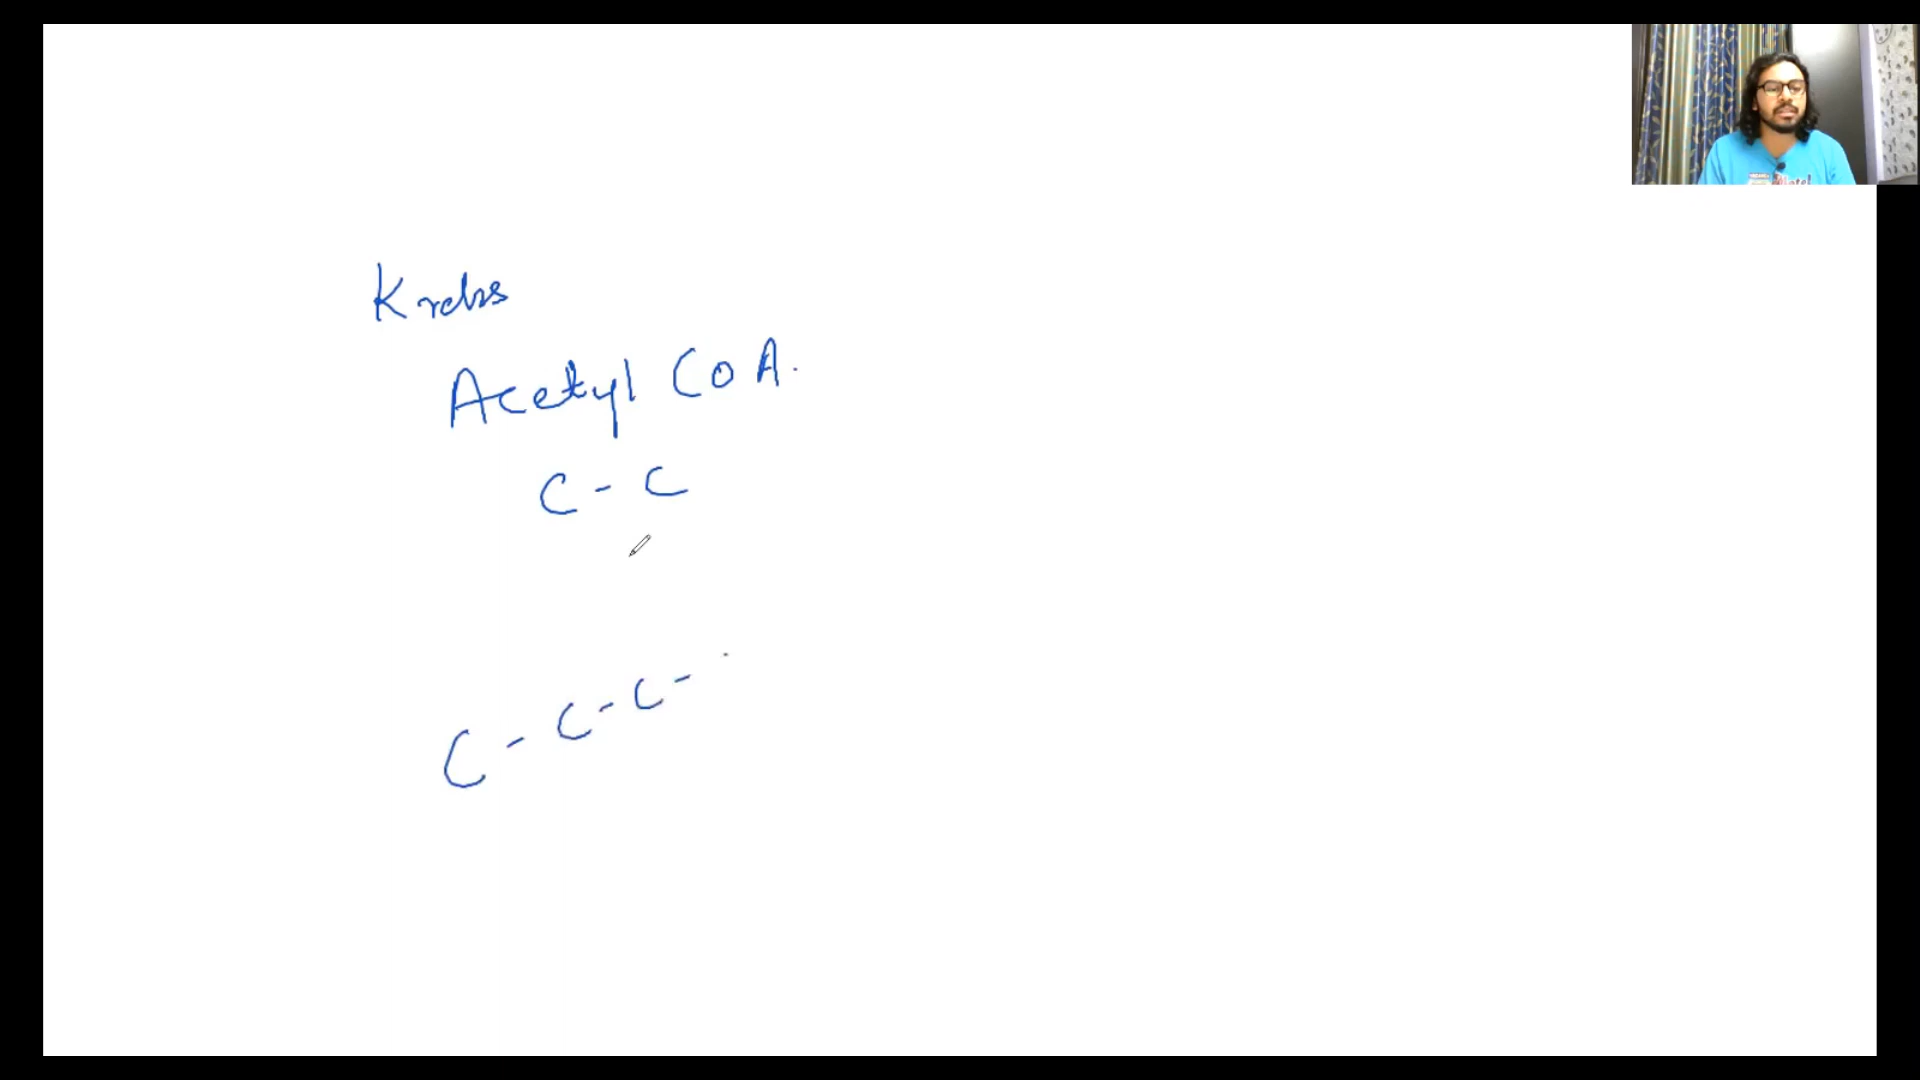 Krebs
Acetyl CoA.
C - C
C - C - C -